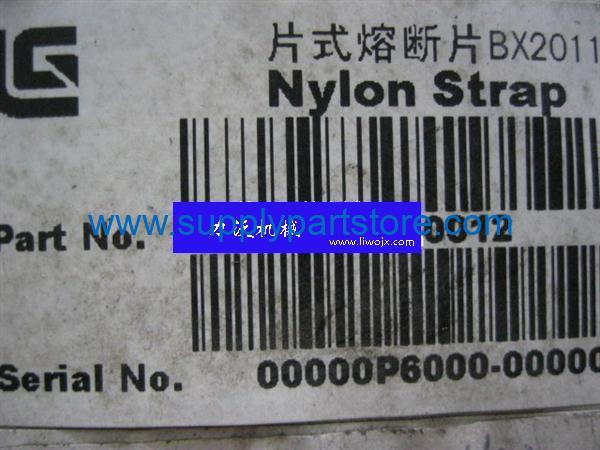 片式熔断片BX2011
Nylon Strap
www.supplypartstore.com
Part No. 0312
www.liwojx.com
Serial No. 00000P6000-00000